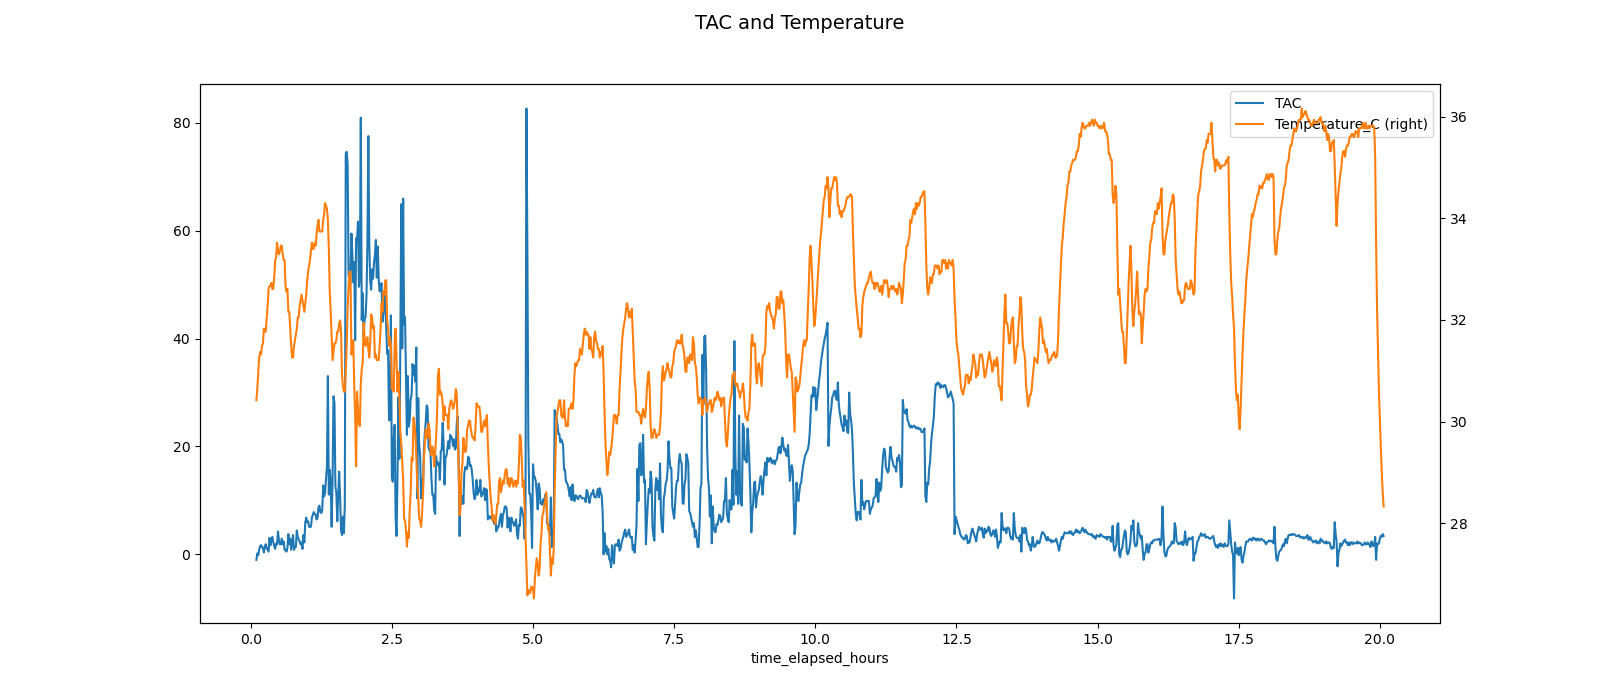 TAC and Temperature
TAC
Temperature_C (right)
80
60
40
20
0
36
34
32
30
28
0.0 2.5 5.0 7.5 10.0 12.5 15.0 17.5 20.0
time_elapsed_hours